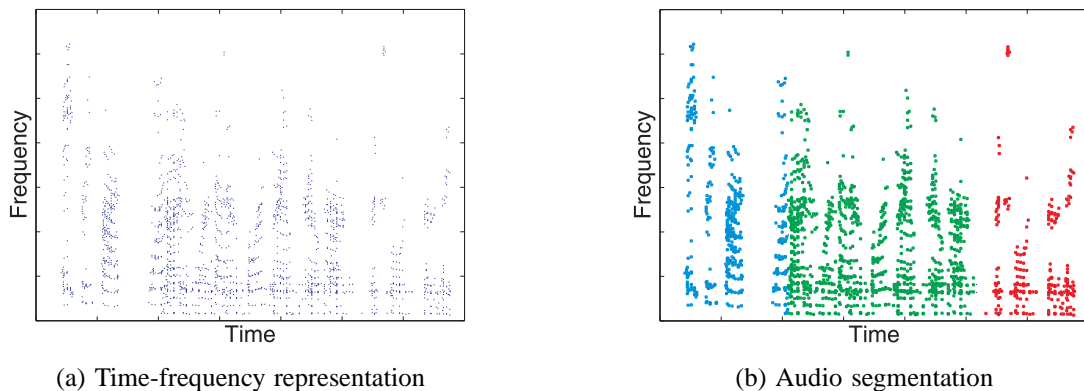 Frequency
Time
(a) Time-frequency representation
Frequency
Time
(b) Audio segmentation